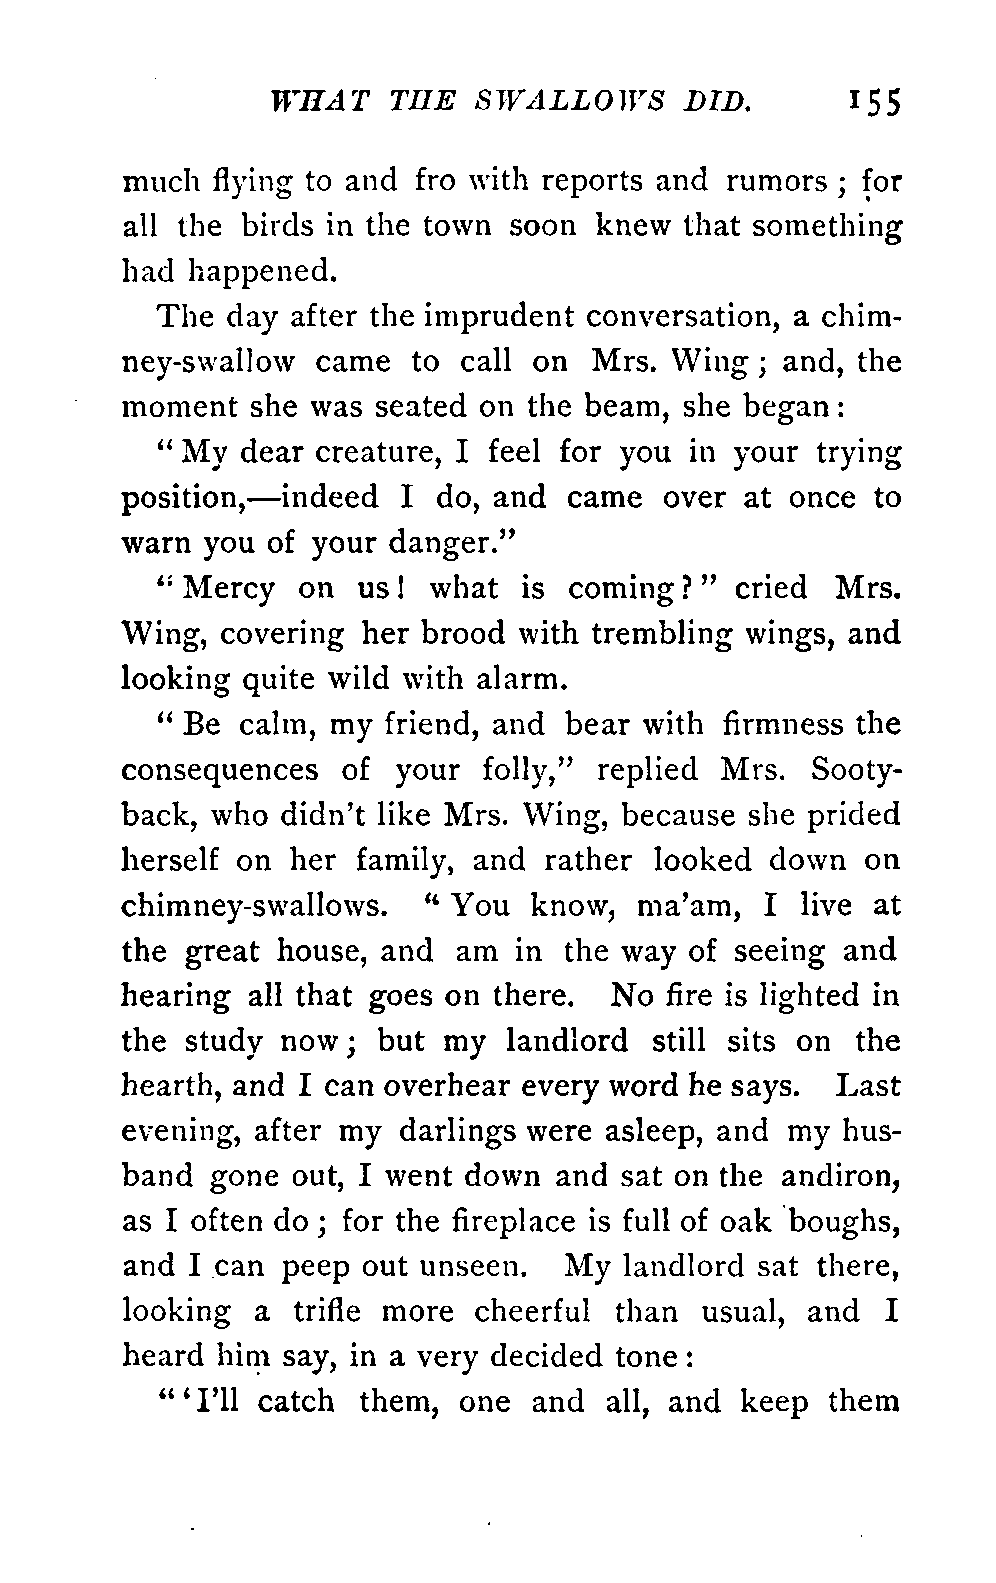 WHAT THE SWALLOWS DID. 155
much flying to and fro with reports and rumors ; for
all the birds in the town soon knew that something
had happened.
The day after the imprudent conversation, a chim-
ney-swallow came to call on Mrs. Wing ; and, the
moment she was seated on the beam, she began :
“ My dear creature, I feel for you in your trying
position,—indeed I do, and came over at once to
warn you of your danger.”
“ Mercy on us ! what is coming ? ” cried Mrs.
Wing, covering her brood with trembling wings, and
looking quite wild with alarm.
“ Be calm, my friend, and bear with firmness the
consequences of your folly,” replied Mrs. Sooty-
back, who didn’t like Mrs. Wing, because she prided
herself on her family, and rather looked down on
chimney-swallows. “ You know, ma’am, I live at
the great house, and am in the way of seeing and
hearing all that goes on there. No fire is lighted in
the study now ; but my landlord still sits on the
hearth, and I can overhear every word he says. Last
evening, after my darlings were asleep, and my hus-
band gone out, I went down and sat on the andiron,
as I often do ; for the fireplace is full of oak boughs,
and I can peep out unseen. My landlord sat there,
looking a trifle more cheerful than usual, and I
heard him say, in a very decided tone :
“ ‘ I’ll catch them, one and all, and keep them